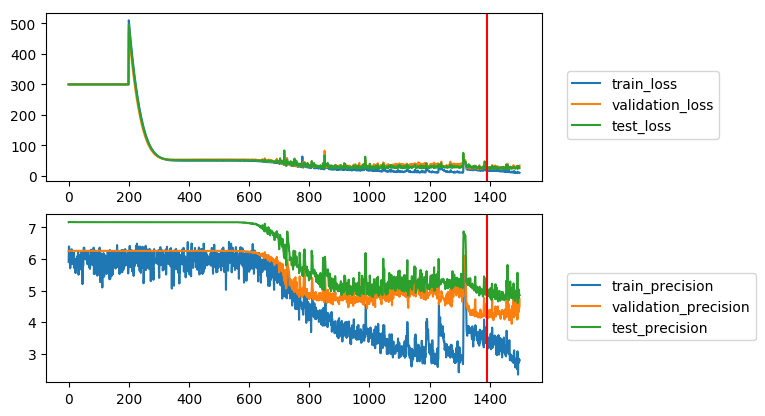 500
400
300
200
100
0
0 200 400 600 800 1000 1200 1400
train_loss
validation_loss
test_loss
7
6
5
4
3
0 200 400 600 800 1000 1200 1400
train_precision
validation_precision
test_precision